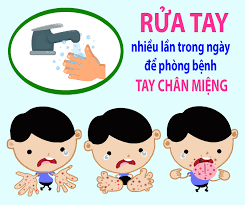 RỬA TAY
nhiều lần trong ngày
để phòng bệnh
TAY CHÂN MIỆNG